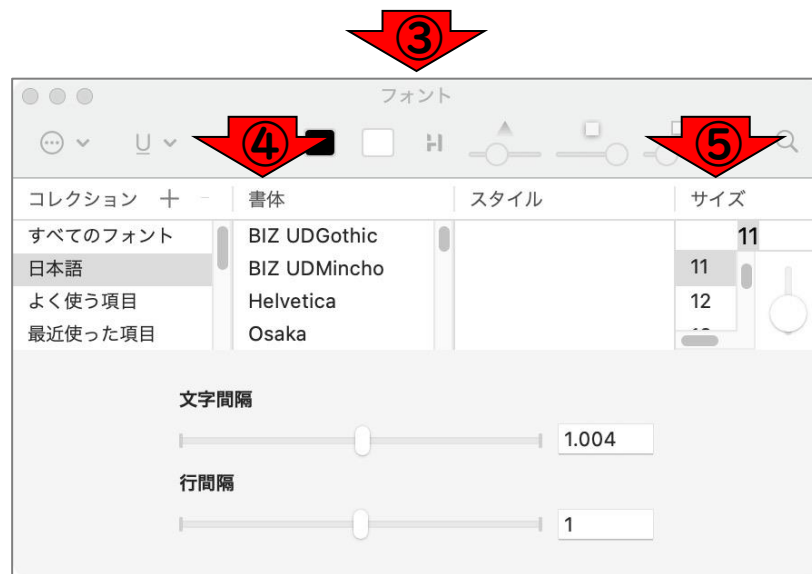 ③
フォント
④
⑤
U
コレクション + -
書体
スタイル
サイズ
すべてのフォント
日本語
よく使う項目
最近使った項目
BIZ UDGothic
BIZ UDMincho
Helvetica
Osaka
11
11
12
文字間隔
1.004
行間隔
1